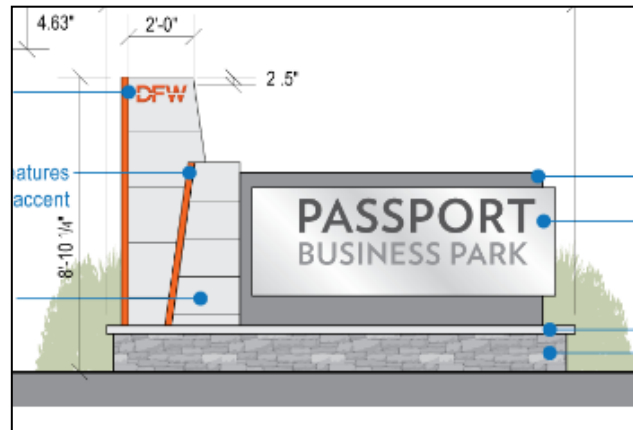 4.63"
2'-0"
2 .5"
DFW
atures
accent
8'-10 1/4"
PASSPORT
BUSINESS PARK